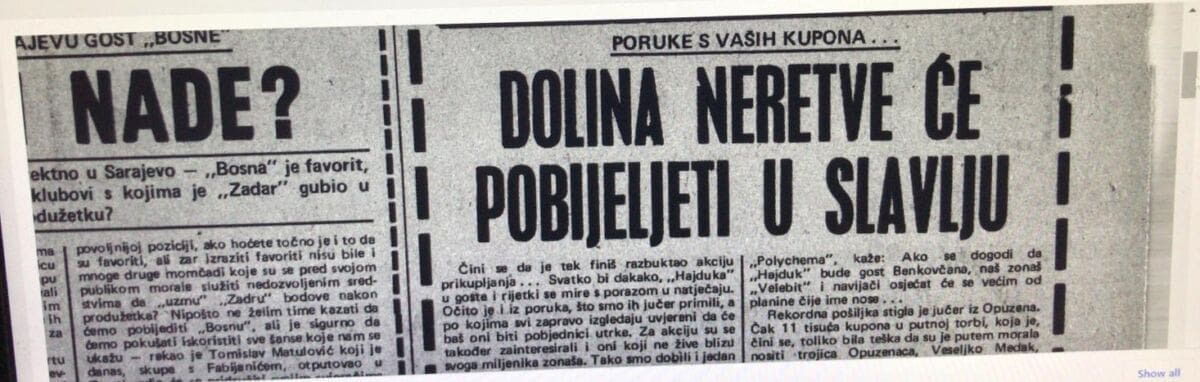 AJEVU GOST „BOSNE"
NADE?
ektno u Sarajevo — „Bosna" je favorit,
klubovi s kojima je „Zadar" gubio u
odužetku?
povoljnijoj poziciji, ako hoćete točno je i to da
su favoriti, ali zar izraziti favoriti nisu bile i
mnoge druge momčadi koje su se pred svojom
publikom morale služiti nedozvoljenim sred-
stvima da „uzmu" „Zadru" bodove nakon
produžetka? Nipošto ne želim time kazati da
ćemo pobijediti „Bosnu", ali je sigurno da
ćemo pokušati iskoristiti sve šanse koje nam se
ukažu — rekao je Tomislav Matulović koji je
danas, skupa s Fabijanićem, otputovao u
PORUKE S VAŠIH KUPONA . . .
DOLINA NERETVE ĆE
POBIJELJETI U SLAVLJU
Čini se da je tek finiš razbuktao akciju
prikupljanja . . . Svatko bi dakako, „Hajduka"
u goste i rijetki se mire s porazom u natječaju.
Očito je i iz poruka, što smo ih jučer primili, a
po kojima svi zapravo izgledaju uvjereni da će
baš oni biti pobjednici utrke. Za akciju su se
također zainteresirali i oni koji ne žive blizu
svoga miljenika zonaša. Tako smo dobili i jedan
„Polychema", kaže: Ako se dogodi da
„Hajduk" bude gost Benkovčana, naš zonaš
„Velebit" i navijači osjećat će se većim od
planine čije ime nose . . .
Rekordna pošiljka stigla je jučer iz Opuzena.
Čak 11 tisuća kupona u putnoj torbi, koja je,
čini se, toliko bila teška da su je putem morala
nositi trojica Opuzenaca, Veseljko Medak,
Show all